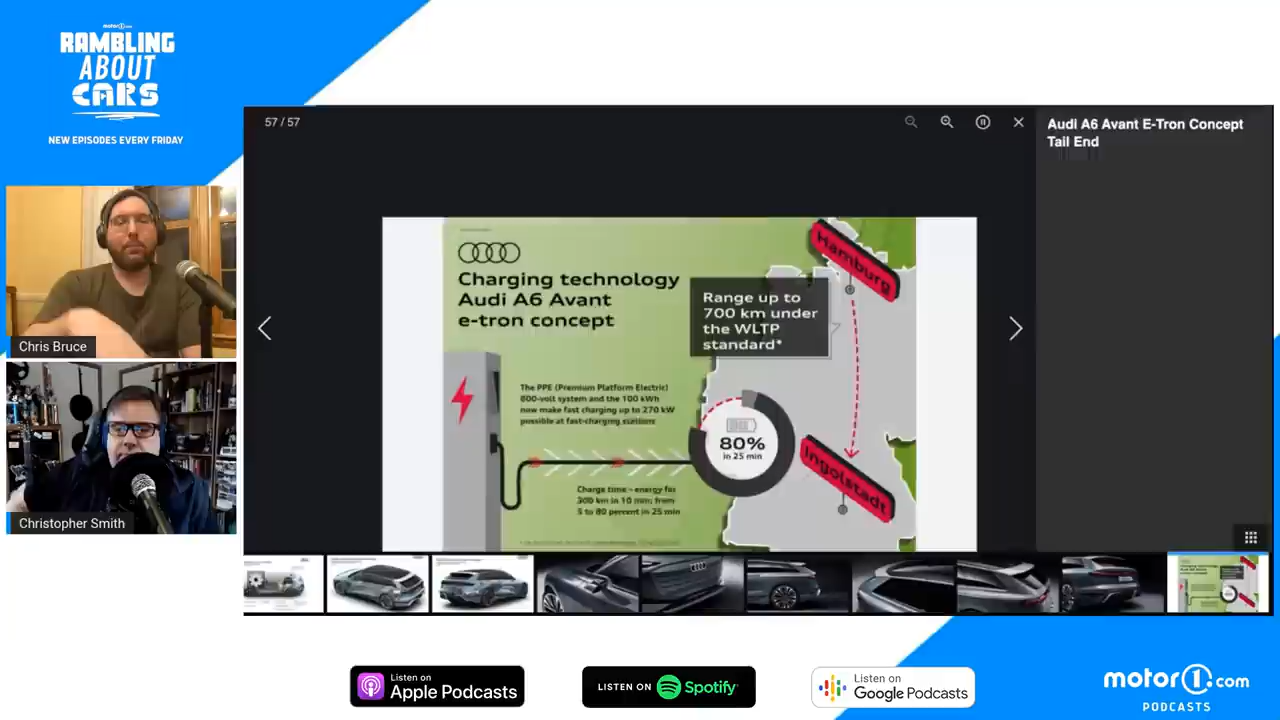 motor1.com
RAMBLING
ABOUT
CARS
NEW EPISODES EVERY FRIDAY
Chris Bruce
Christopher Smith
57 / 57
Audi A6 Avant E-Tron Concept
Tail End
Charging technology
Audi A6 Avant
e-tron concept
Range up to
700 km under
the WLTP
standard*
Hamburg
Ingolstadt
The PPE (Premium Platform Electric)
800-volt system and the 100 kWh
now make fast charging up to 270 kW
possible at fast-charging stations
80%
in 25 min
Charge time – energy for
300 km in 10 min; from
5 to 80 percent in 25 min
Listen on
Apple Podcasts
LISTEN ON Spotify
Listen on
Google Podcasts
motor1.com
PODCASTS